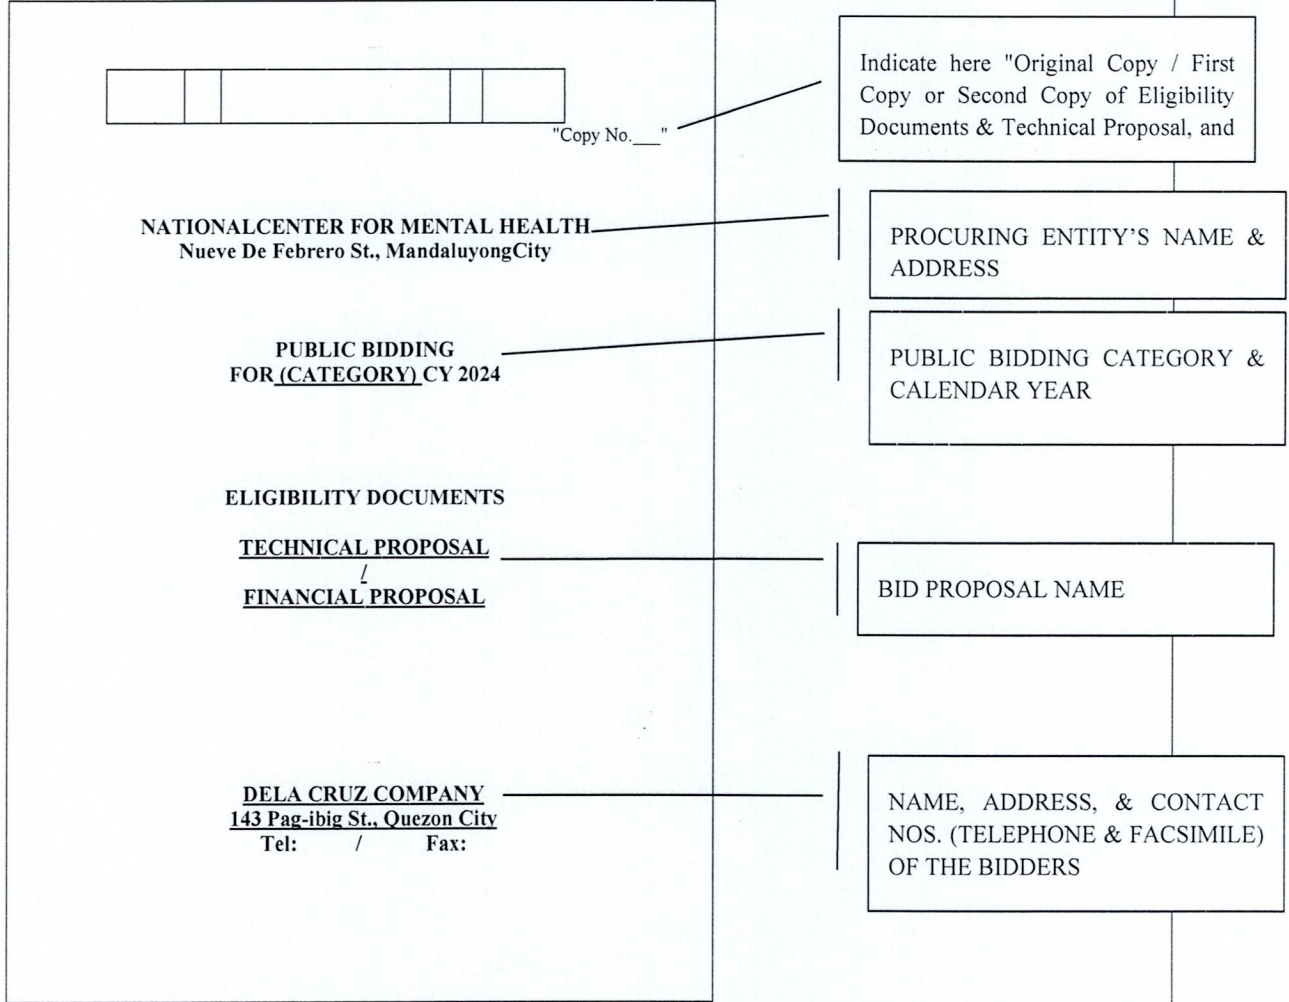 "Copy No.___"
Indicate here "Original Copy / First
Copy or Second Copy of Eligibility
Documents & Technical Proposal, and
NATIONALCENTER FOR MENTAL HEALTH
Nueve De Febrero St., MandaluyongCity
PROCURING ENTITY’S NAME &
ADDRESS
PUBLIC BIDDING
FOR (CATEGORY) CY 2024
PUBLIC BIDDING CATEGORY &
CALENDAR YEAR
ELIGIBILITY DOCUMENTS
TECHNICAL PROPOSAL
/
FINANCIAL PROPOSAL
BID PROPOSAL NAME
DELA CRUZ COMPANY
143 Pag-ibig St., Quezon City
Tel: / Fax:
NAME, ADDRESS, & CONTACT
NOS. (TELEPHONE & FACSIMILE)
OF THE BIDDERS